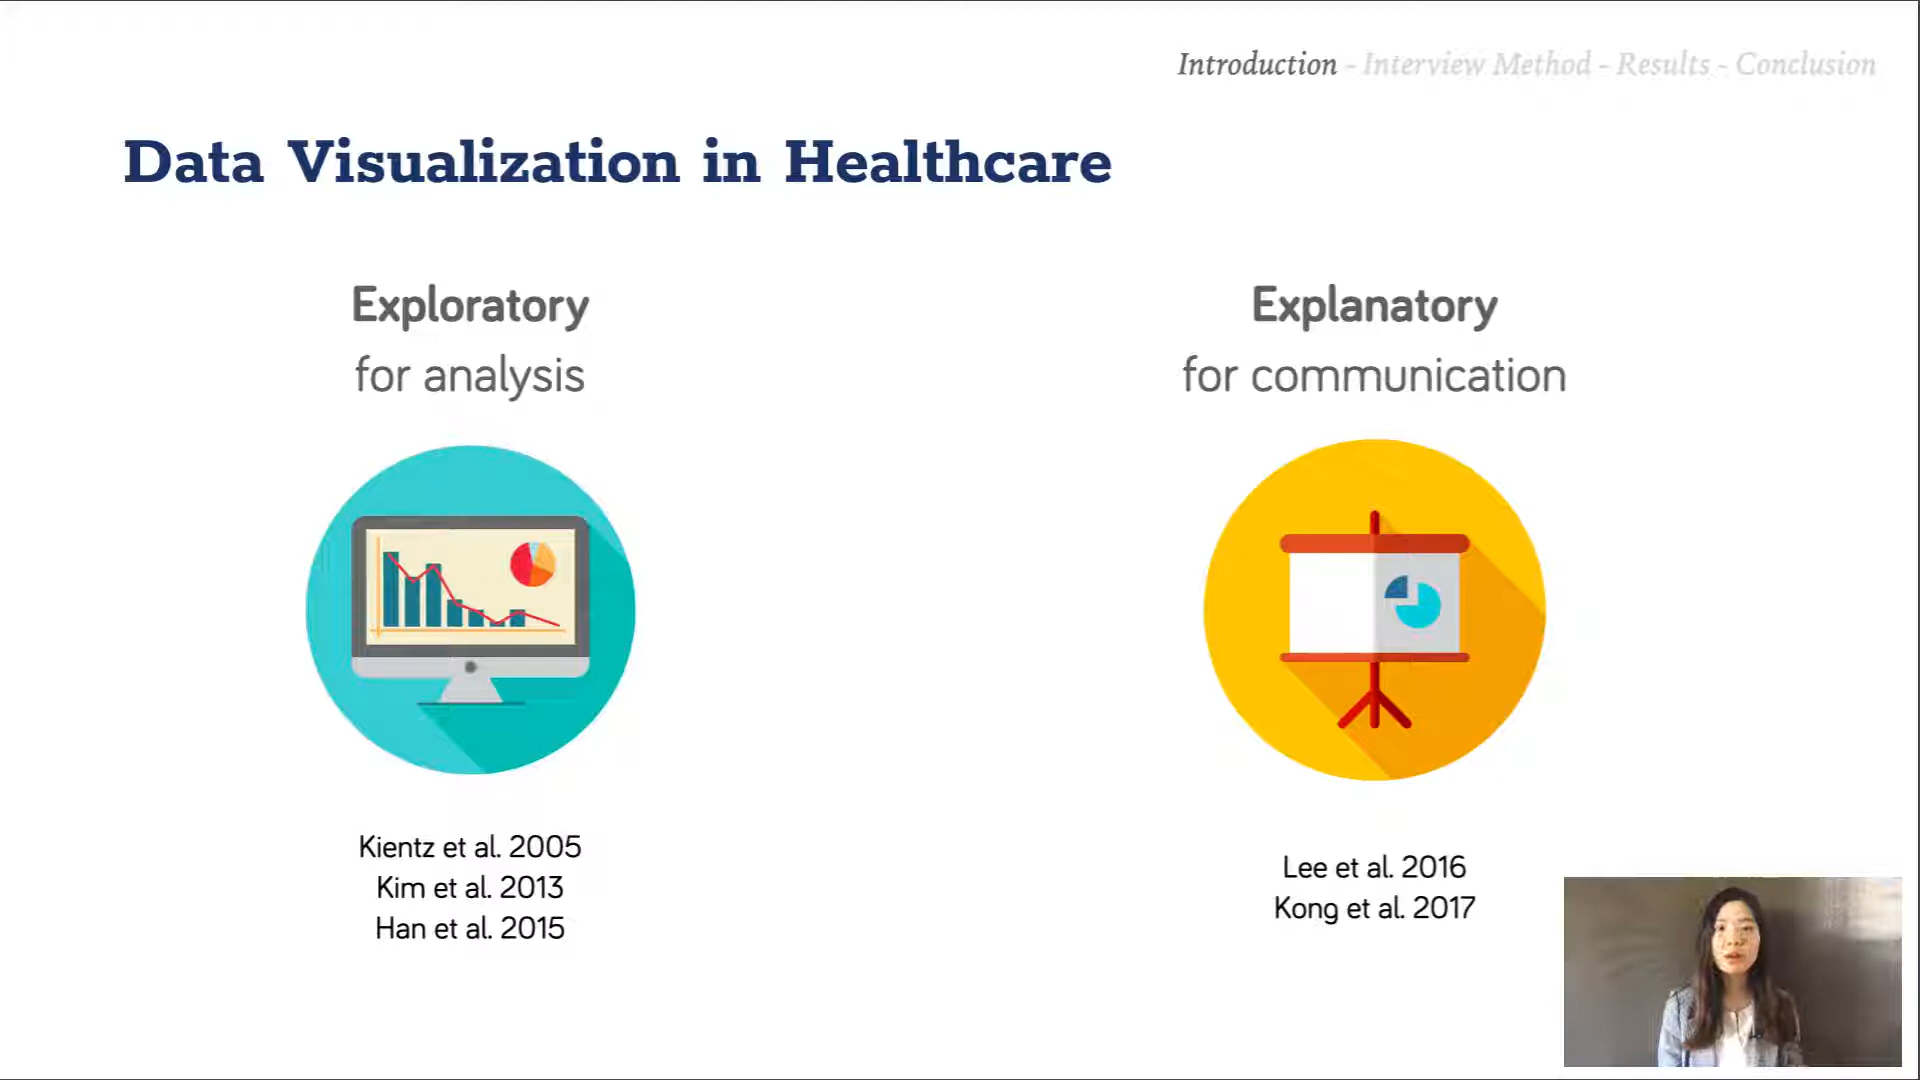 Introduction - Interview Method - Results - Conclusion
Data Visualization in Healthcare
Exploratory
for analysis
Kientz et al. 2005
Kim et al. 2013
Han et al. 2015
Explanatory
for communication
Lee et al. 2016
Kong et al. 2017